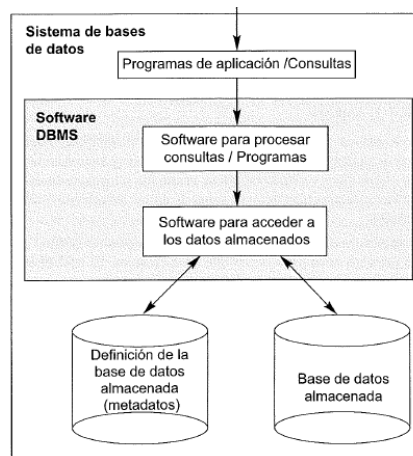 Sistema de bases
de datos
Programas de aplicación /Consultas
Software
DBMS
Software para procesar
consultas / Programas
Software para acceder a
los datos almacenados
Definición de la
base de datos
almacenada
(metadatos)
Base de datos
almacenada